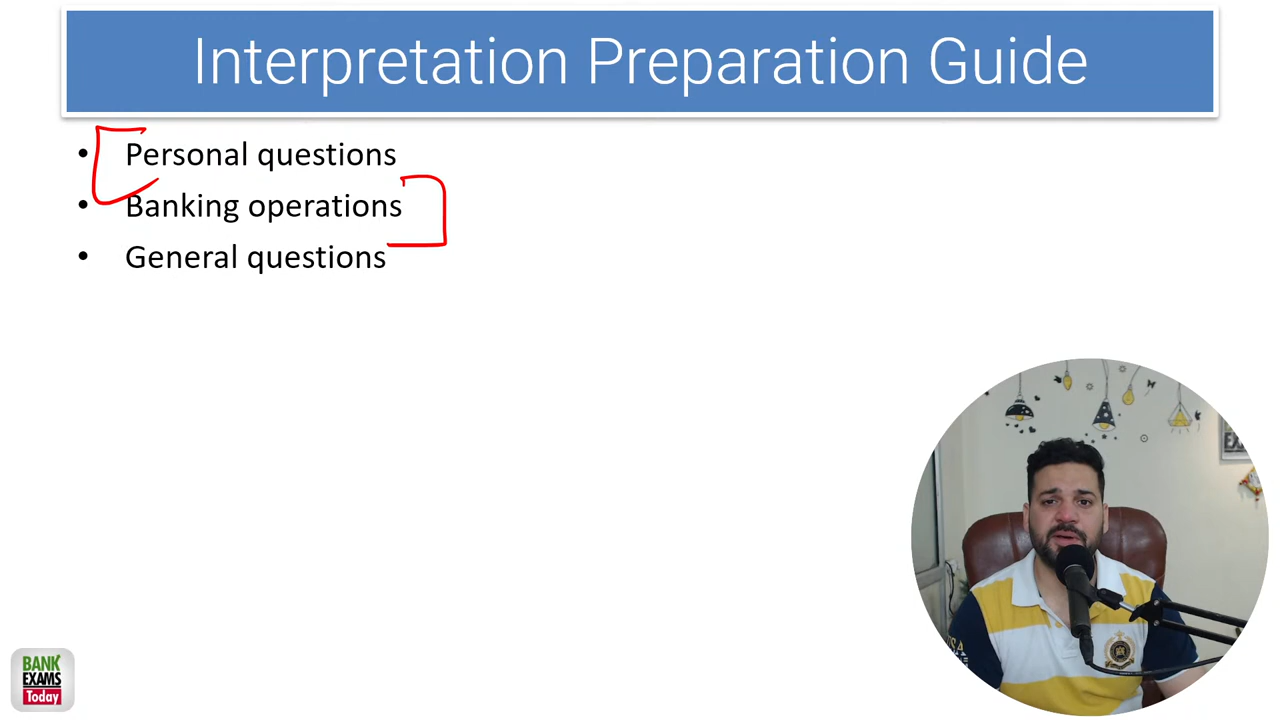 Interpretation Preparation Guide
• Personal questions
• Banking operations
• General questions
BANK
EXAMS
Today